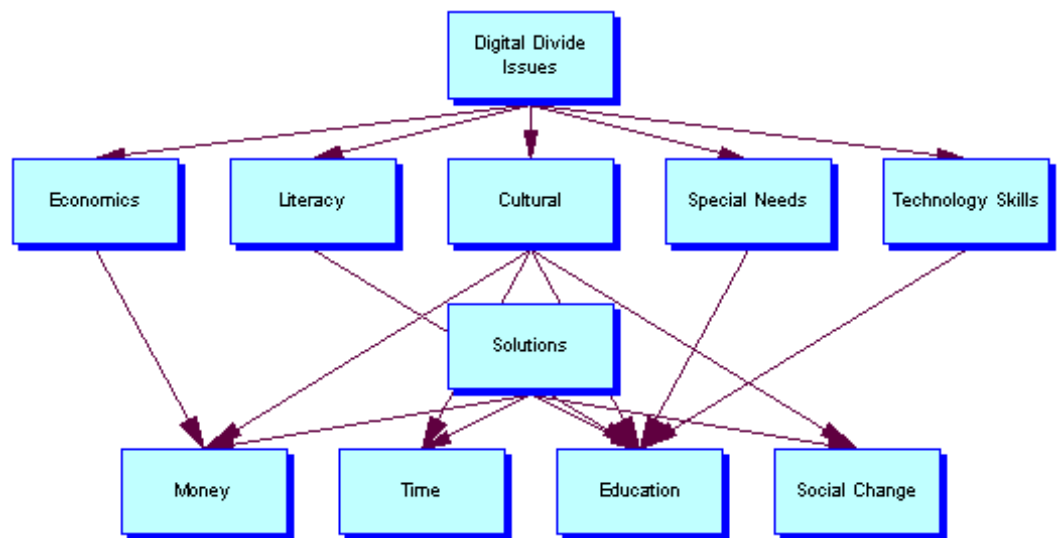 Digital Divide
Issues
Economics
Literacy
Cultural
Special Needs
Technology Skills
Solutions
Money
Time
Education
Social Change